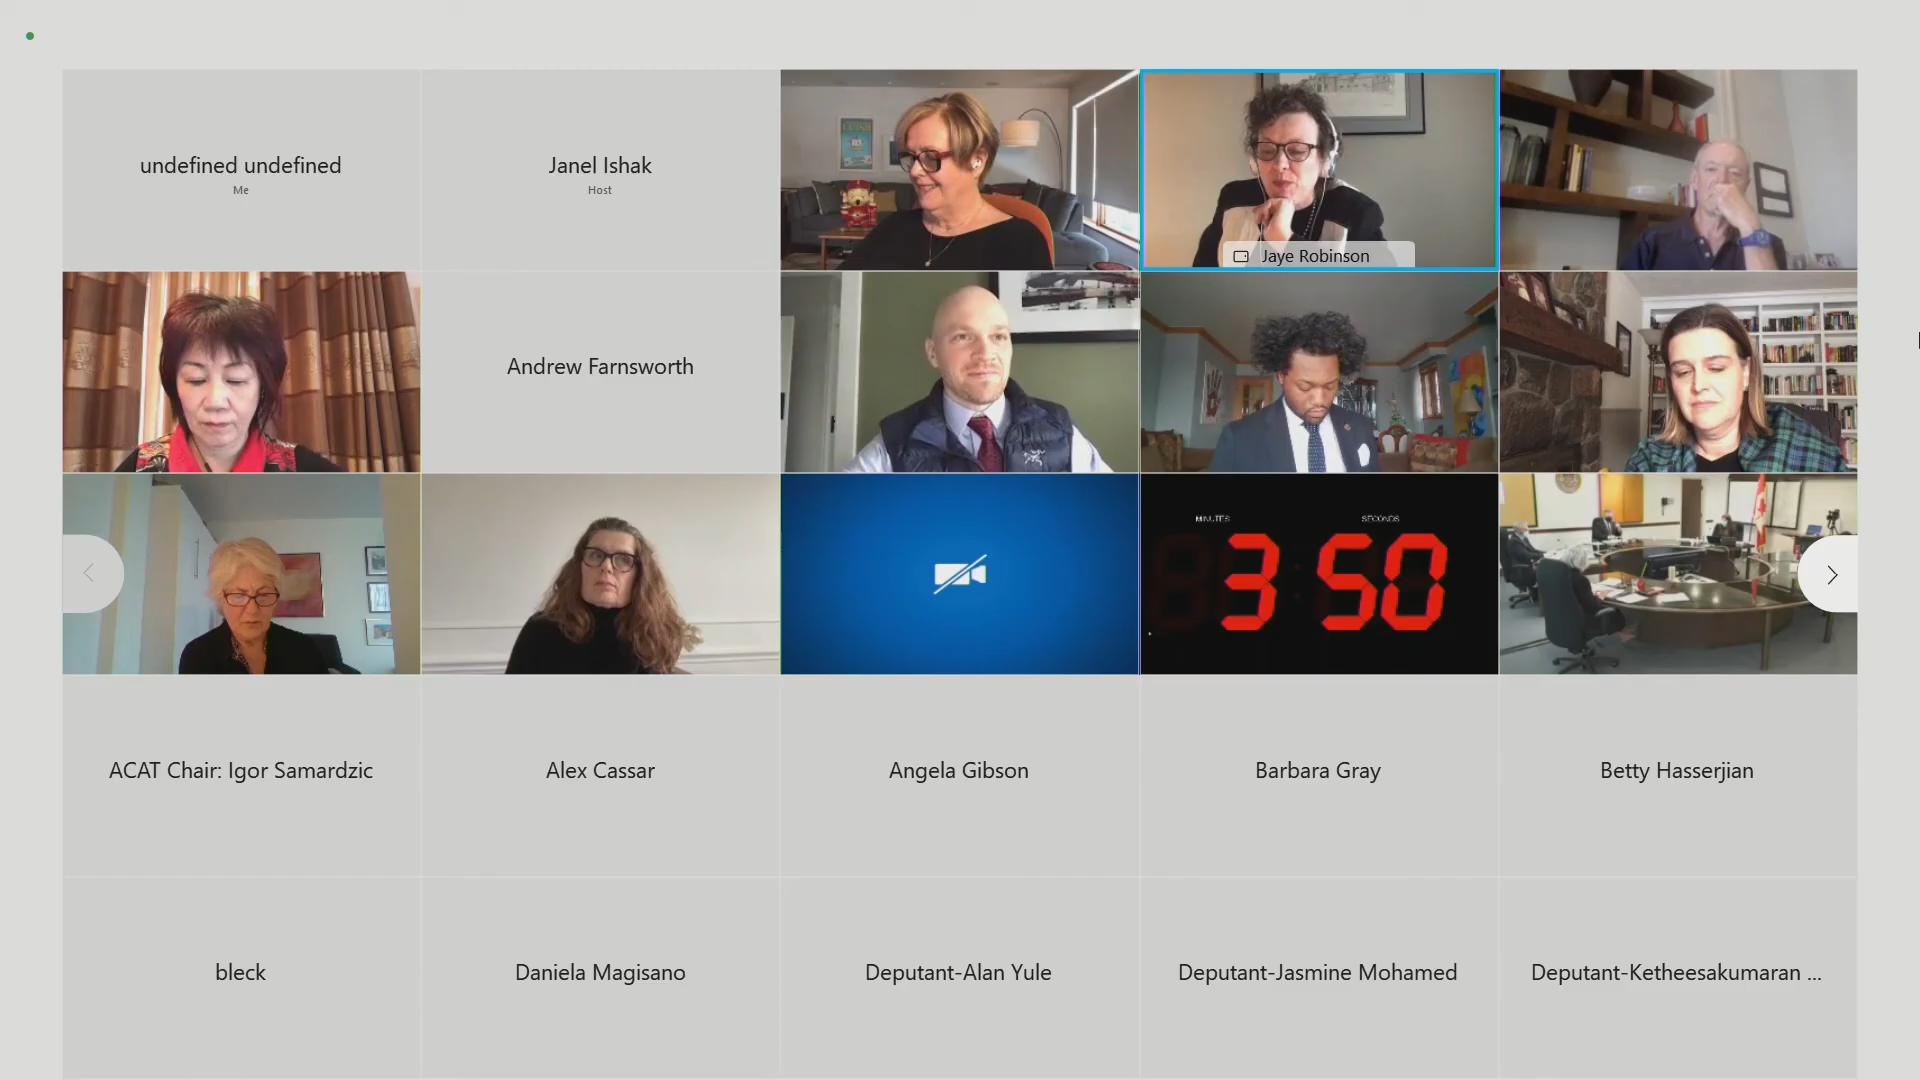 undefined undefined
Me
Janel Ishak
Host
Jaye Robinson
Andrew Farnsworth
MINUTES
SECONDS
3 50
ACAT Chair: Igor Samardzic
Alex Cassar
Angela Gibson
Barbara Gray
Betty Hasserjian
bleck
Daniela Magisano
Deputant-Alan Yule
Deputant-Jasmine Mohamed
Deputant-Ketheesakumaran ...